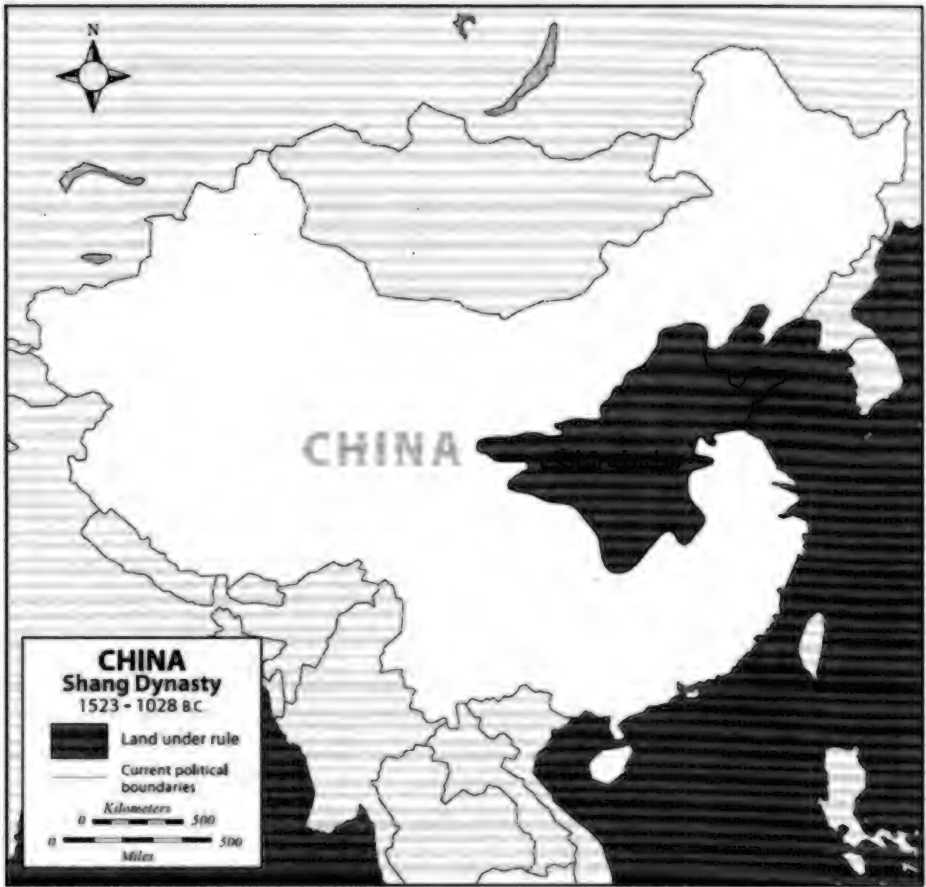 N
CHINA
CHINA
Shang Dynasty
1523 - 1028 B.C.
Land under rule
Current political
boundaries
Kilometers
0 500
0 500
Miles